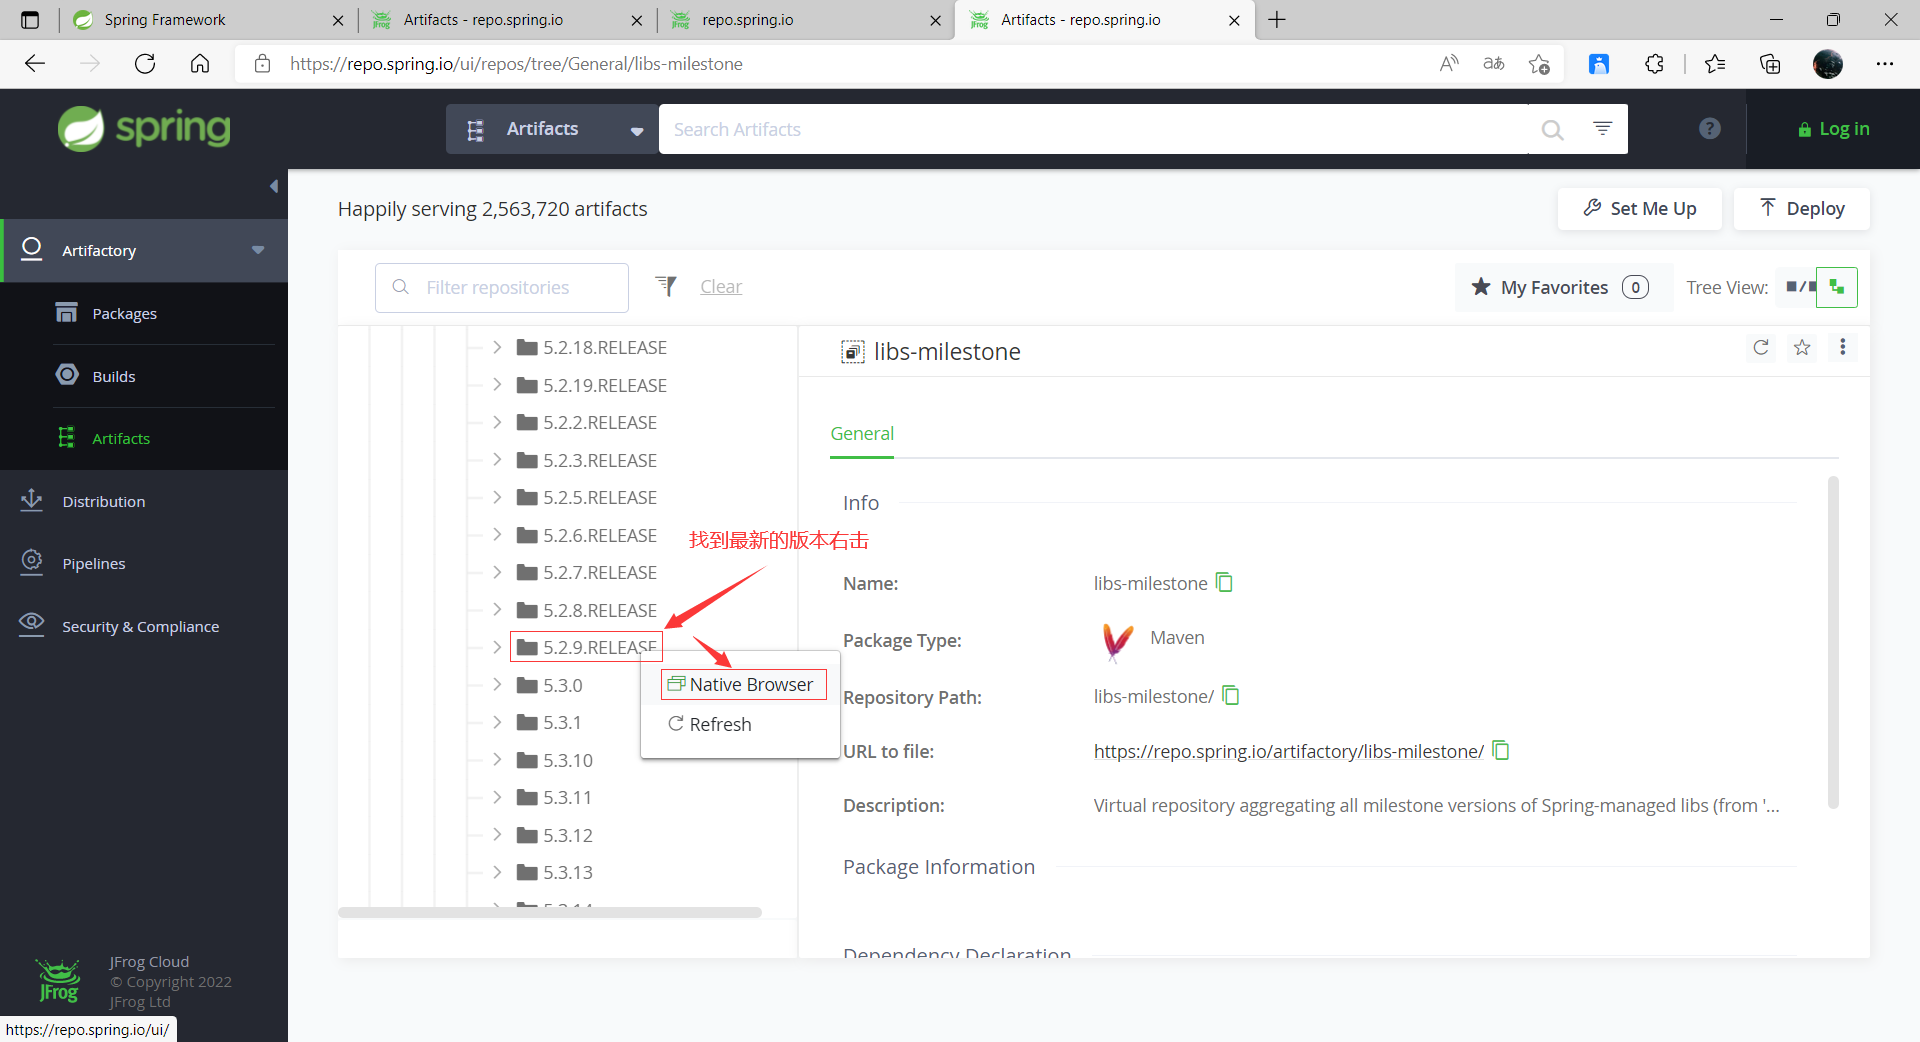 Spring Framework
Artifacts - repo.spring.io
repo.spring.io
Artifacts - repo.spring.io
https://repo.spring.io/ui/repos/tree/General/libs-milestone
spring
Artifacts
Search Artifacts
Log in
Happily serving 2,563,720 artifacts
Set Me Up
Deploy
Artifactory
Packages
Builds
Artifacts
Distribution
Pipelines
Security & Compliance
Filter repositories
Clear
My Favorites 0
Tree View:
5.2.18.RELEASE
5.2.19.RELEASE
5.2.2.RELEASE
5.2.3.RELEASE
5.2.5.RELEASE
5.2.6.RELEASE
5.2.7.RELEASE
5.2.8.RELEASE
5.2.9.RELEASE
5.3.0
5.3.1
5.3.10
5.3.11
5.3.12
5.3.13
5.3.14
找到最新的版本右击
Native Browser
Refresh
libs-milestone
General
Info
Name:
libs-milestone
Package Type:
Maven
Repository Path:
libs-milestone/
URL to file:
https://repo.spring.io/artifactory/libs-milestone/
Description:
Virtual repository aggregating all milestone versions of Spring-managed libs (from '...
Package Information
Dependency Declaration
JFrog
JFrog Cloud
© Copyright 2022
JFrog Ltd
https://repo.spring.io/ui/